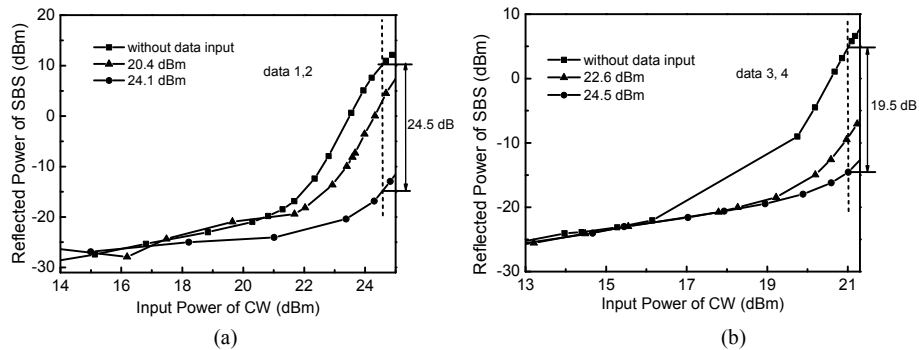 20
10
0
-10
-20
-30
14 16 18 20 22 24
Reflected Power of SBS (dBm)
Input Power of CW (dBm)
without data input
20.4 dBm
24.1 dBm
data 1,2
24.5 dB
(a)
10
0
-10
-20
-30
13 15 17 19 21
Reflected Power of SBS (dBm)
Input Power of CW (dBm)
without data input
22.6 dBm
24.5 dBm
data 3, 4
19.5 dB
(b)